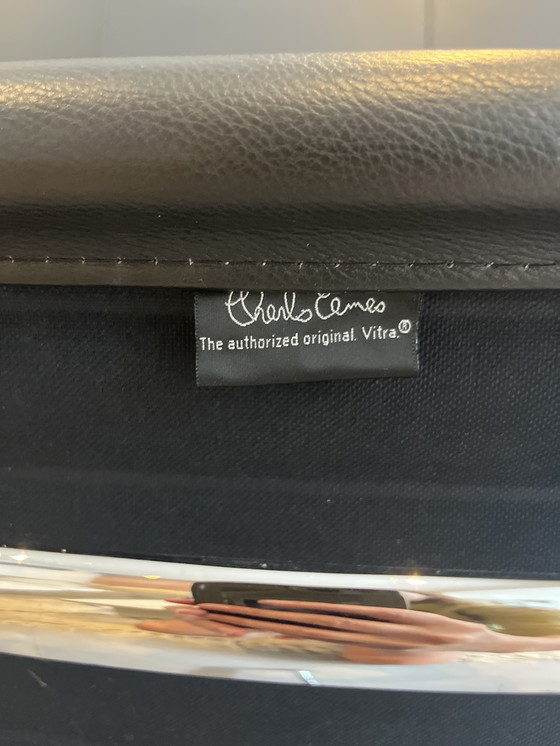 Charles Eames
The authorized original. Vitra.®